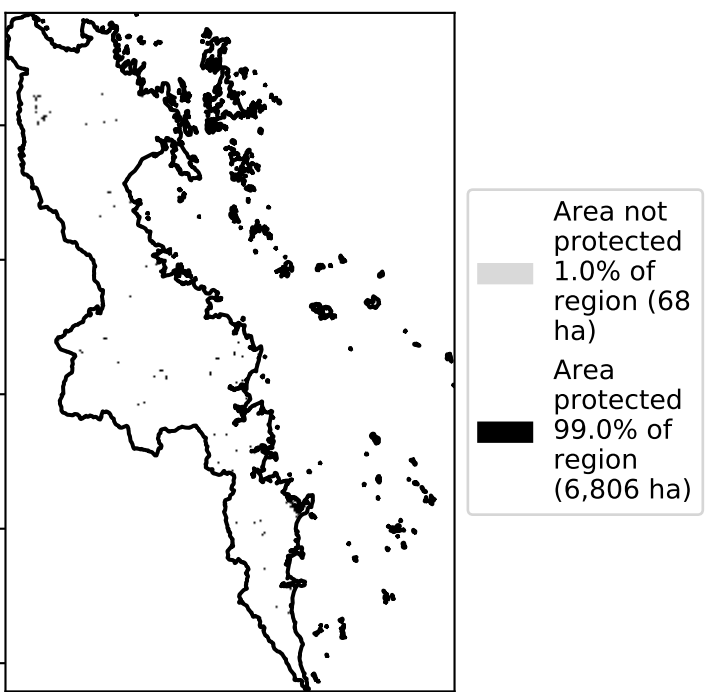 Area not
protected
1.0% of
region (68
ha)
Area
protected
99.0% of
region
(6,806 ha)